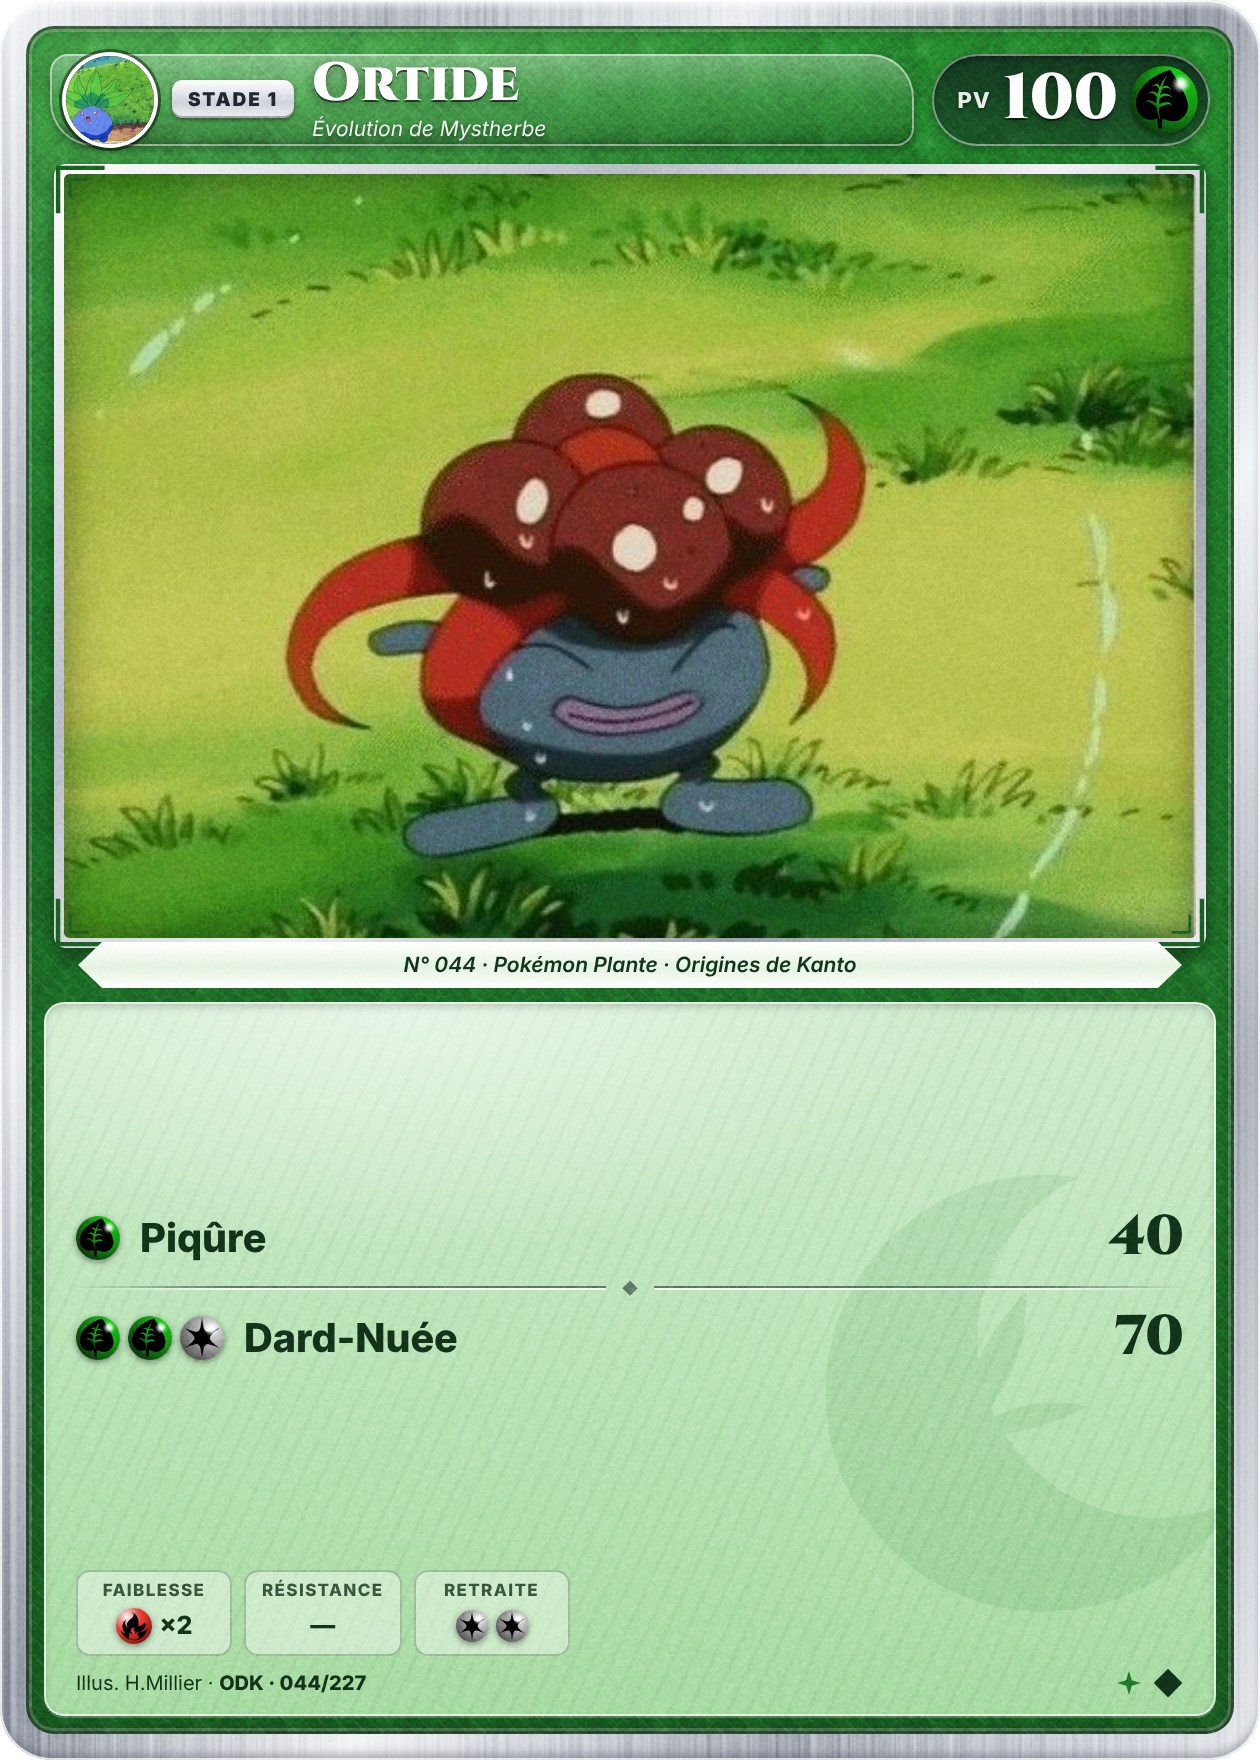 STADE 1
Ortide
Évolution de Mystherbe
PV 100
N° 044 · Pokémon Plante · Origines de Kanto
Piqûre 40
Dard-Nuée 70
FAIBLESSE RÉSISTANCE RETRAITE
×2 —
Illus. H.Millier · ODK · 044/227